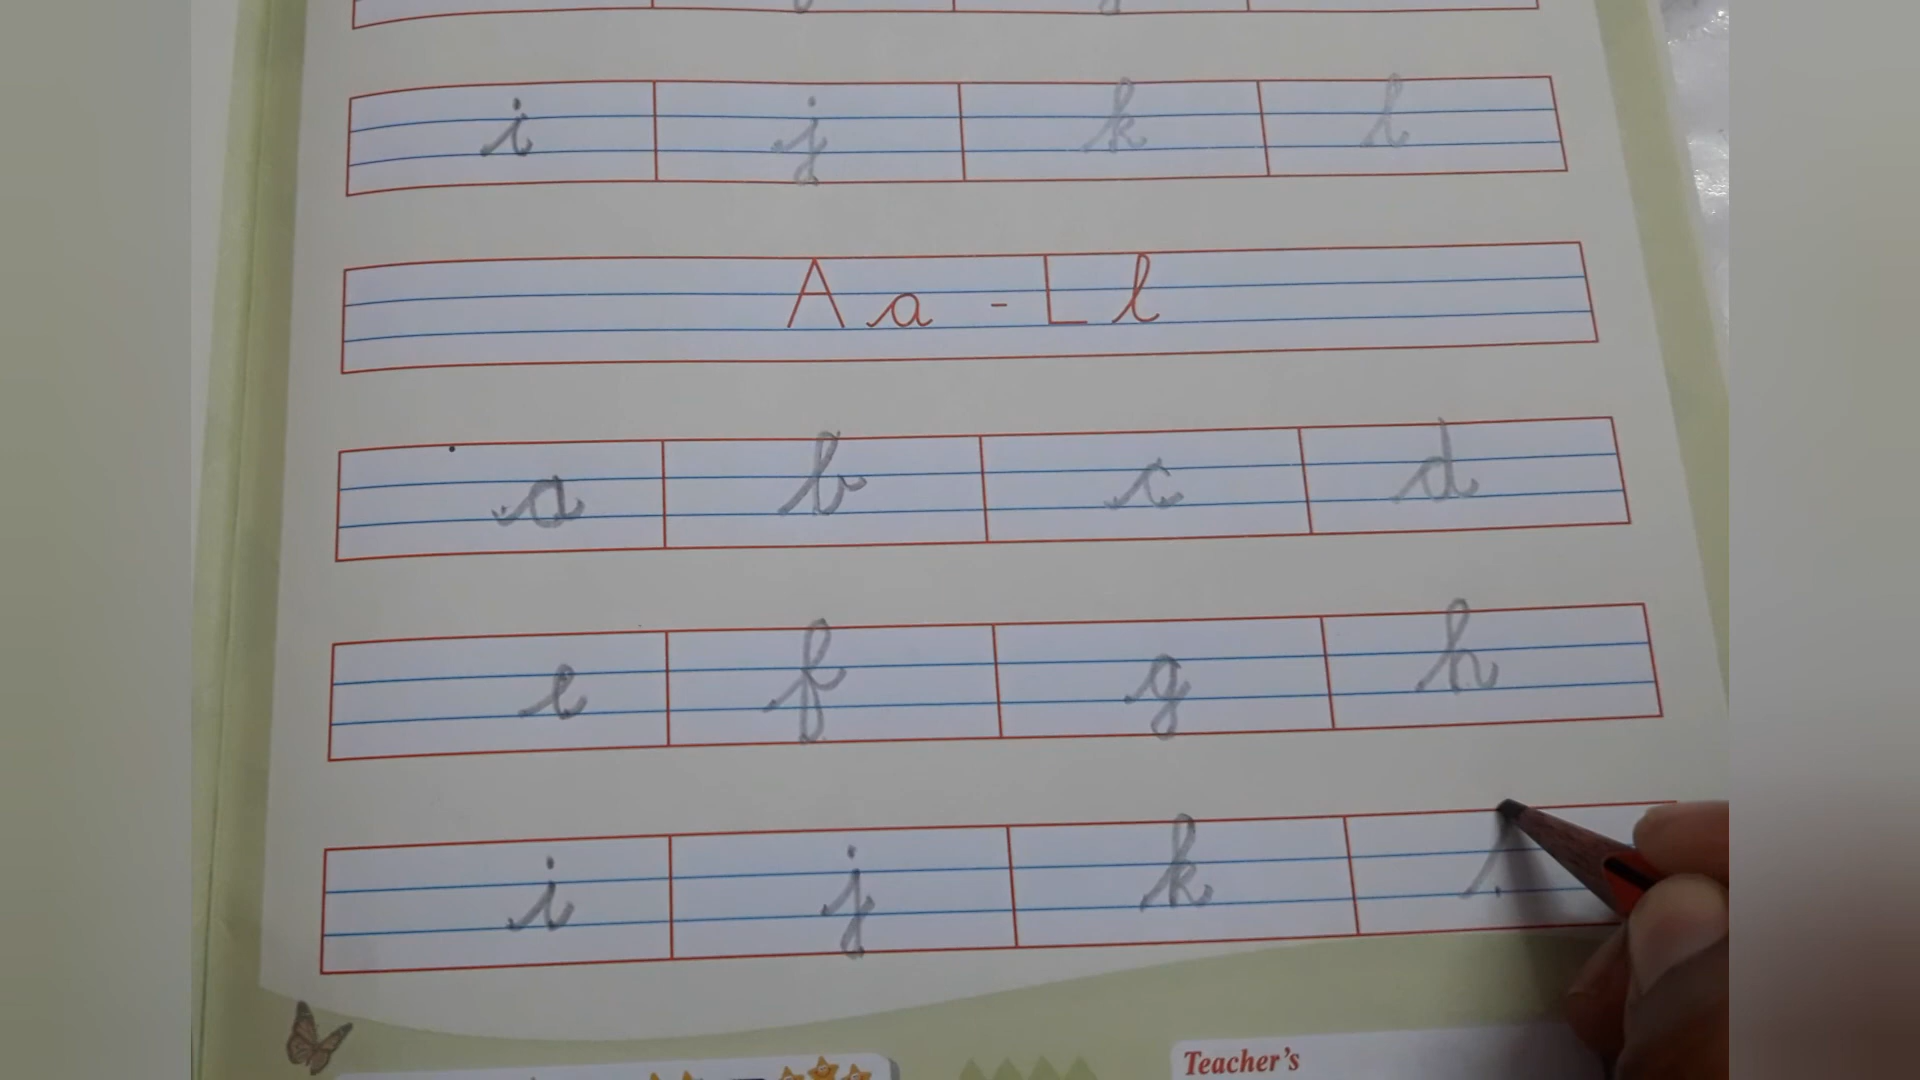 i j k l
Aa - Ll
a b c d
e f g h
i j k
Teacher's